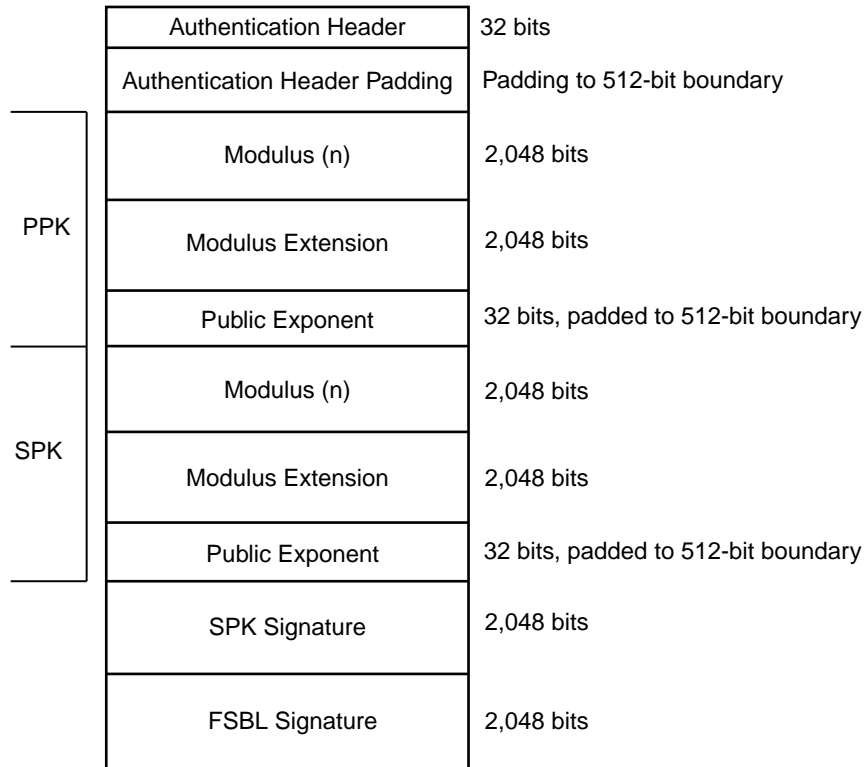 Authentication Header 32 bits
Authentication Header Padding Padding to 512-bit boundary
Modulus (n) 2,048 bits
PPK
Modulus Extension 2,048 bits
Public Exponent 32 bits, padded to 512-bit boundary
Modulus (n) 2,048 bits
SPK
Modulus Extension 2,048 bits
Public Exponent 32 bits, padded to 512-bit boundary
SPK Signature 2,048 bits
FSBL Signature 2,048 bits